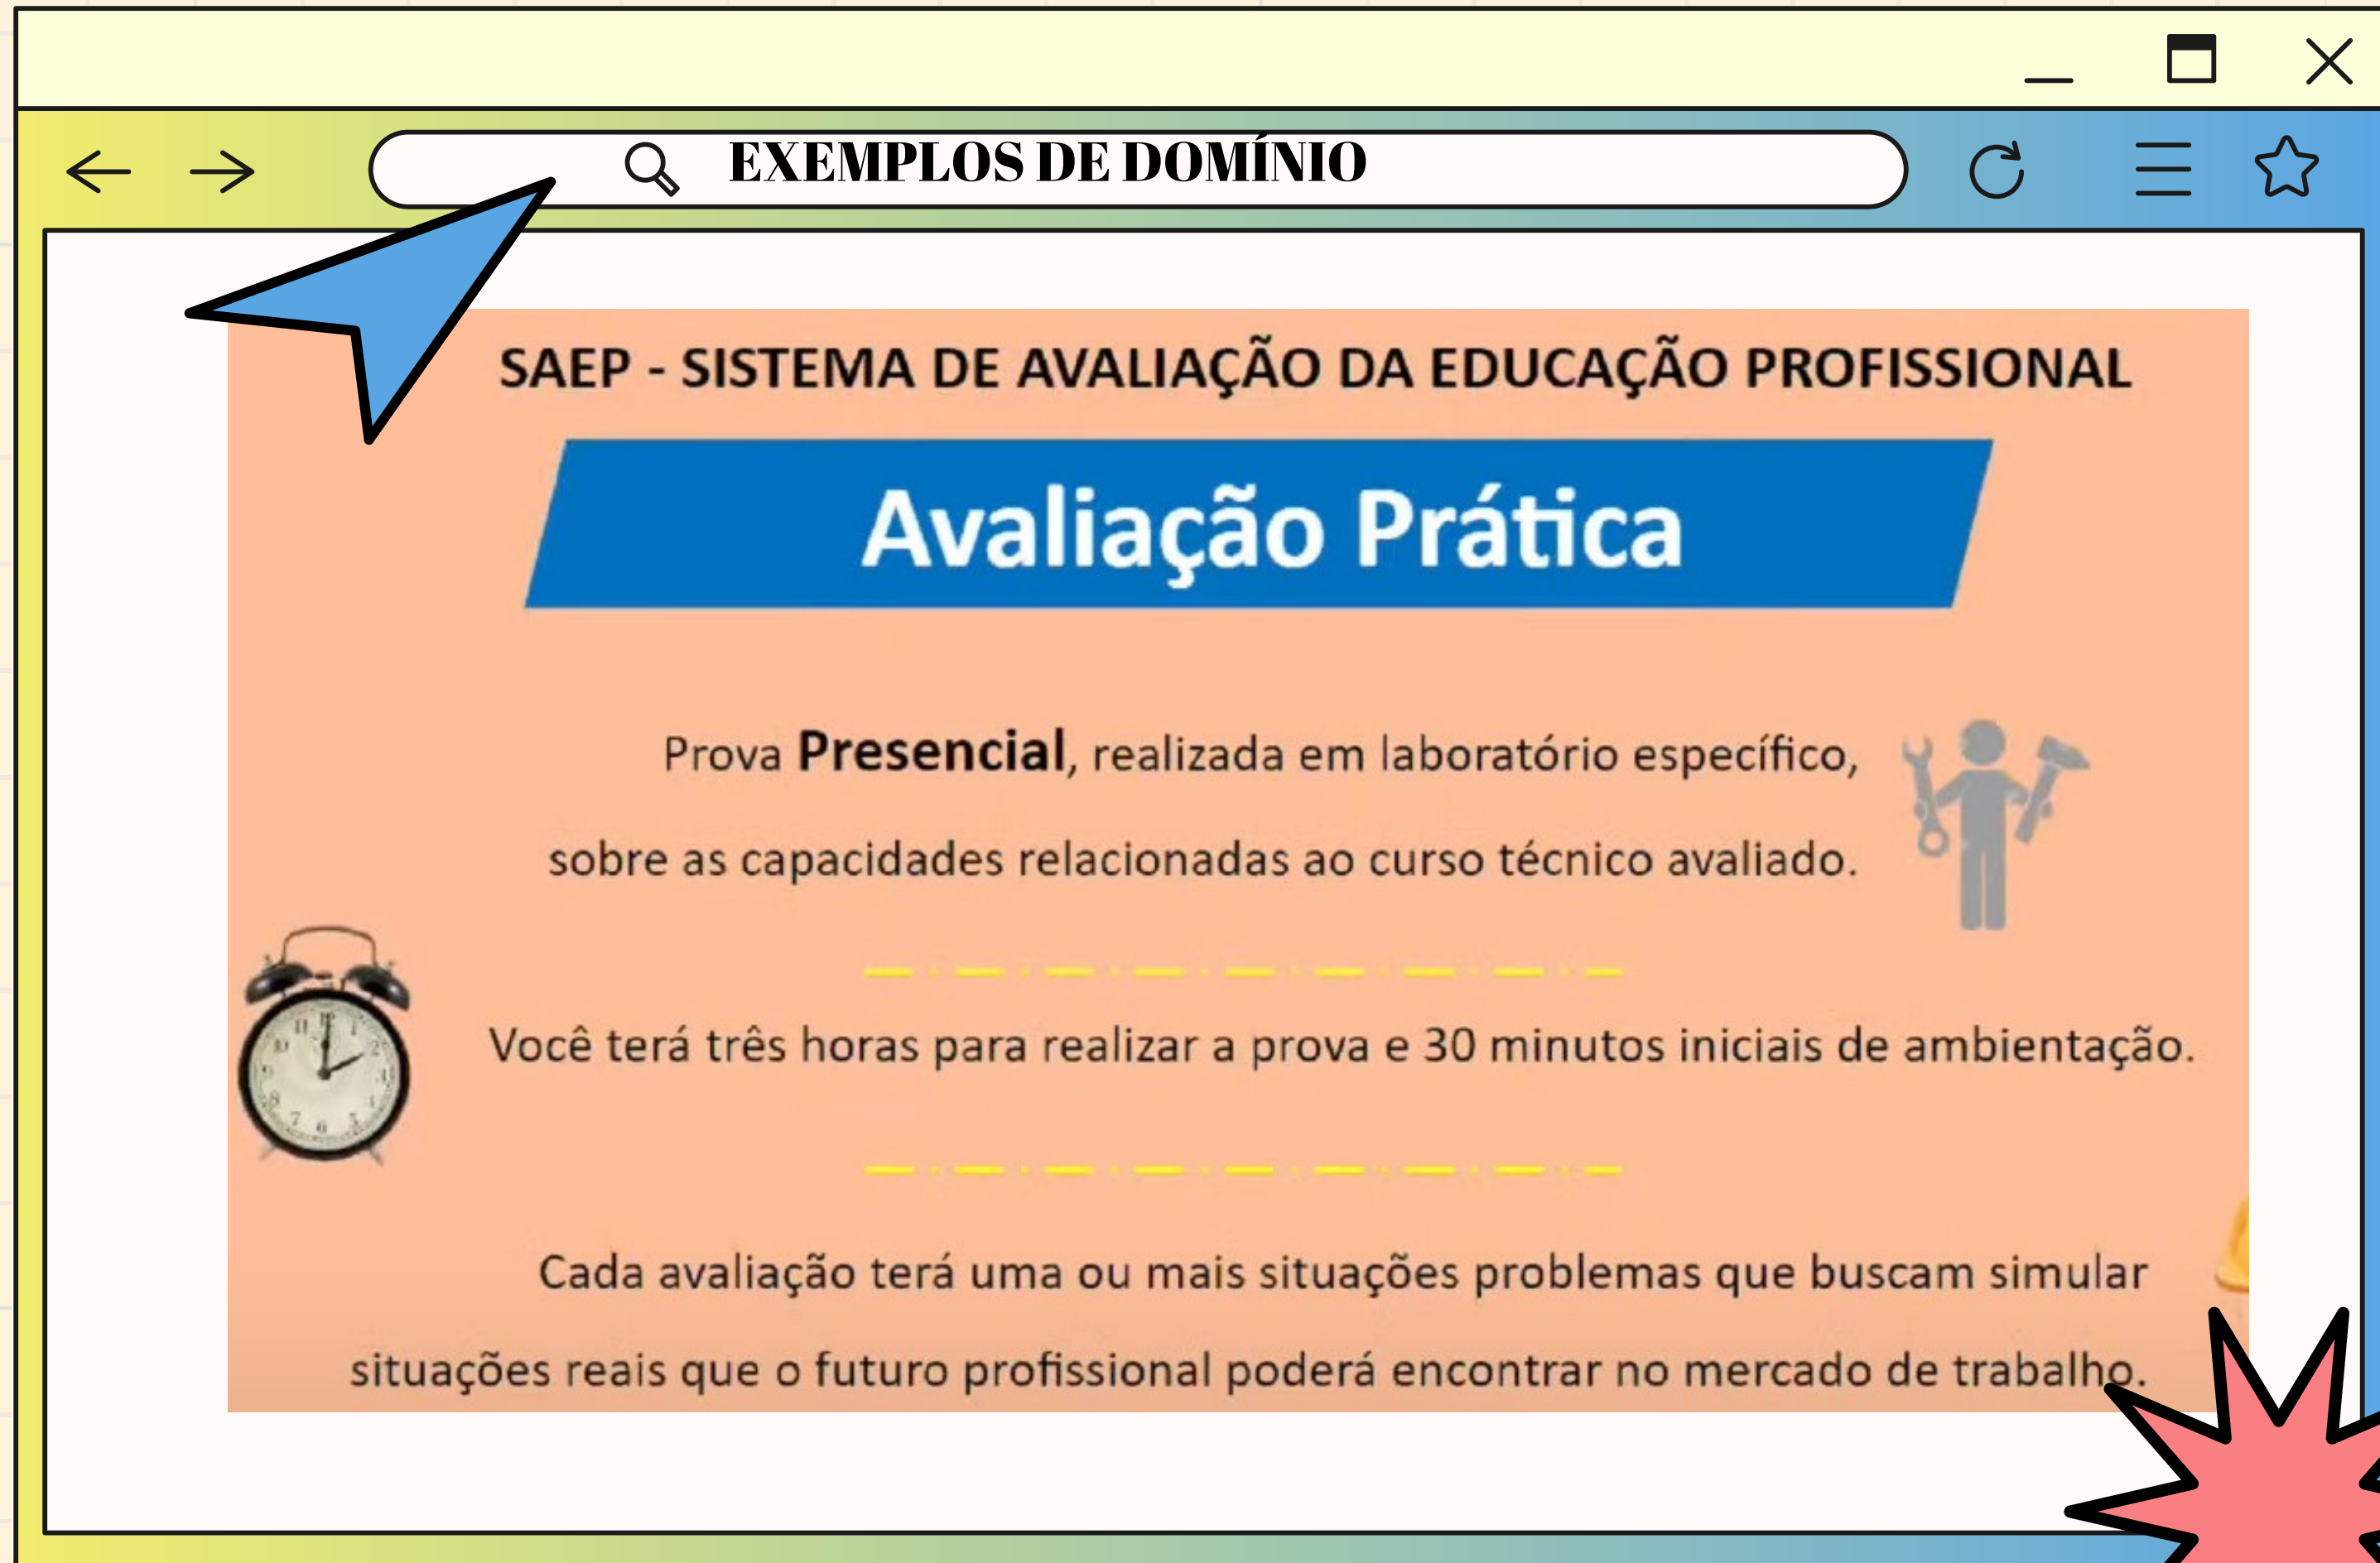 EXEMPLOS DE DOMÍNIO
SAEP - SISTEMA DE AVALIAÇÃO DA EDUCAÇÃO PROFISSIONAL
Avaliação Prática
Prova Presencial, realizada em laboratório específico,
sobre as capacidades relacionadas ao curso técnico avaliado.
Você terá três horas para realizar a prova e 30 minutos iniciais de ambientação.
Cada avaliação terá uma ou mais situações problemas que buscam simular
situações reais que o futuro profissional poderá encontrar no mercado de trabalho.